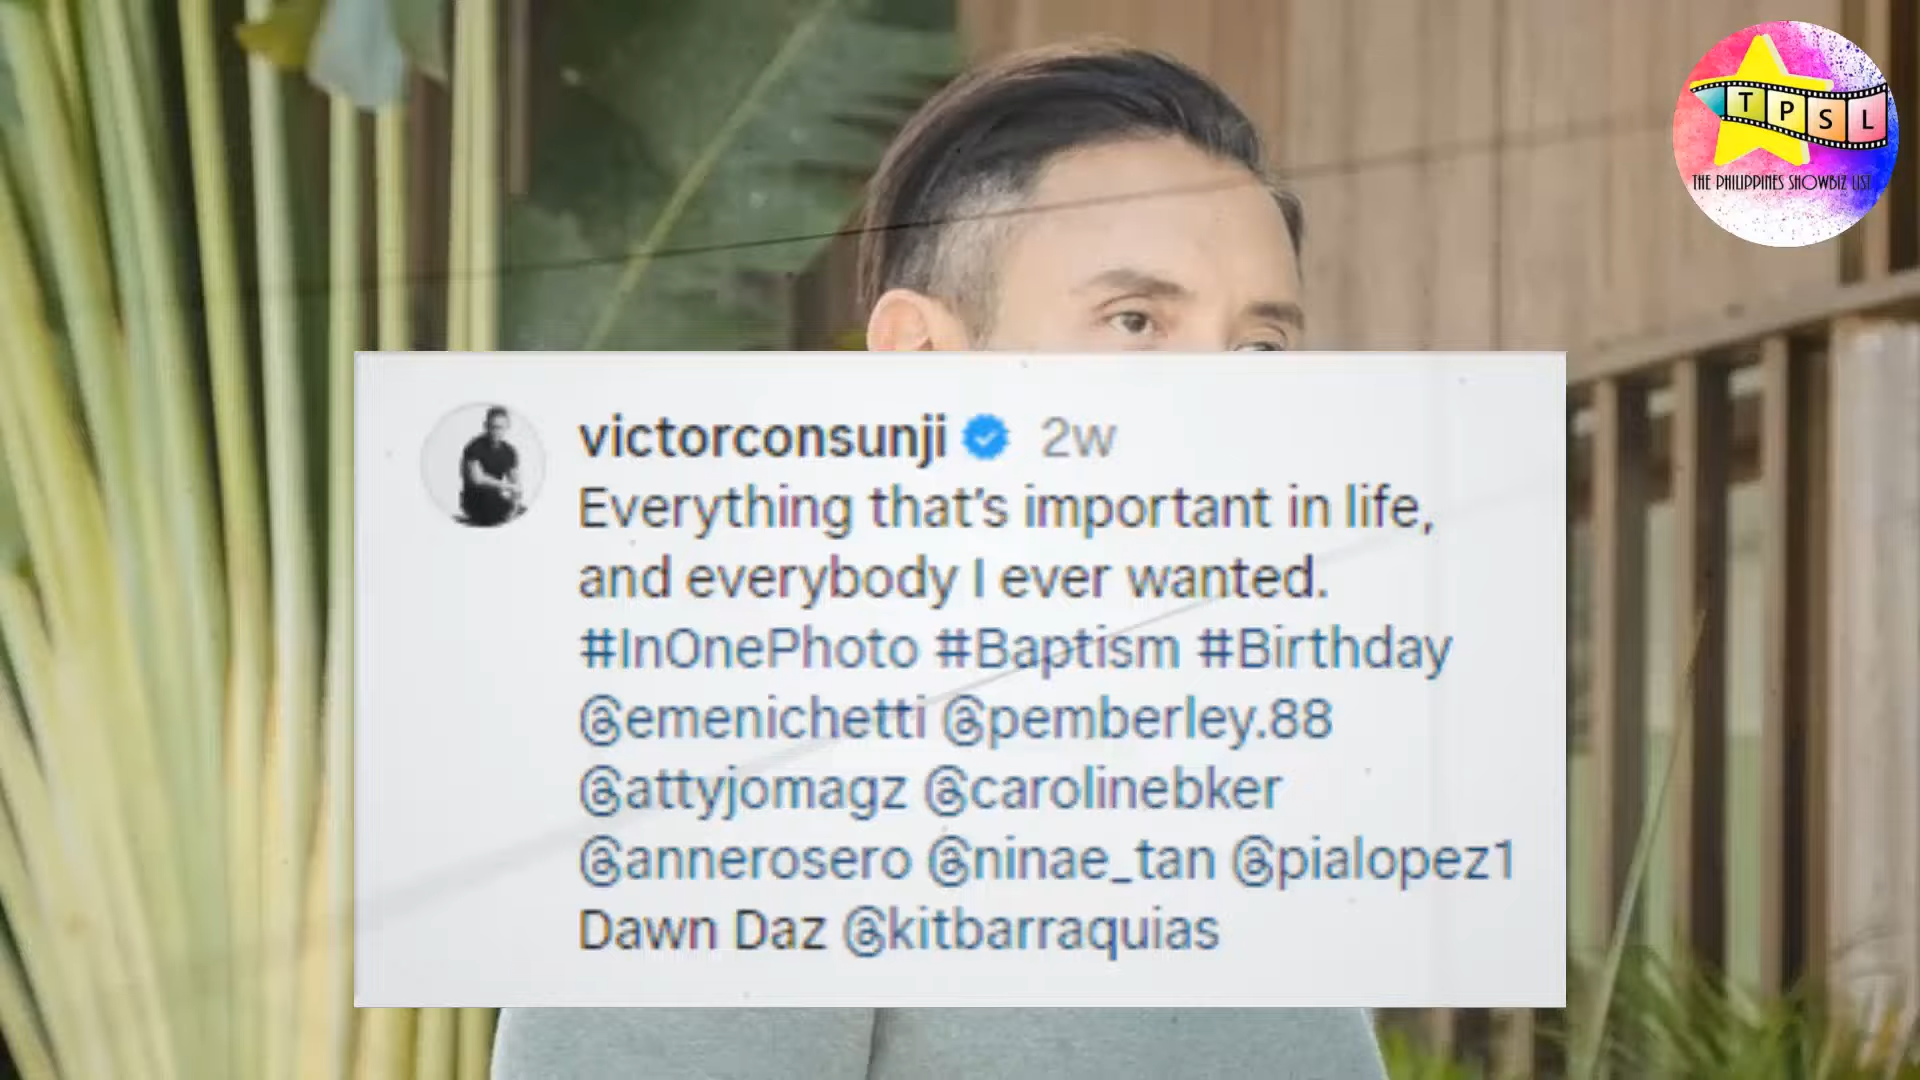 T P S L
THE PHILIPPINES SHOWBIZ LIST
victorconsunji 2w
Everything that's important in life,
and everybody I ever wanted.
#InOnePhoto #Baptism #Birthday
@emenichetti @pemberley.88
@attyjomagz @carolinebker
@annerosero @ninae_tan @pialopez1
Dawn Daz @kitbarraquias